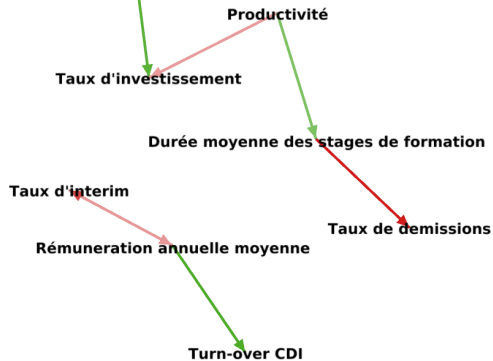 Productivité
Taux d'investissement
Durée moyenne des stages de formation
Taux d'interim
Taux de demissions
Rémuneration annuelle moyenne
Turn-over CDI